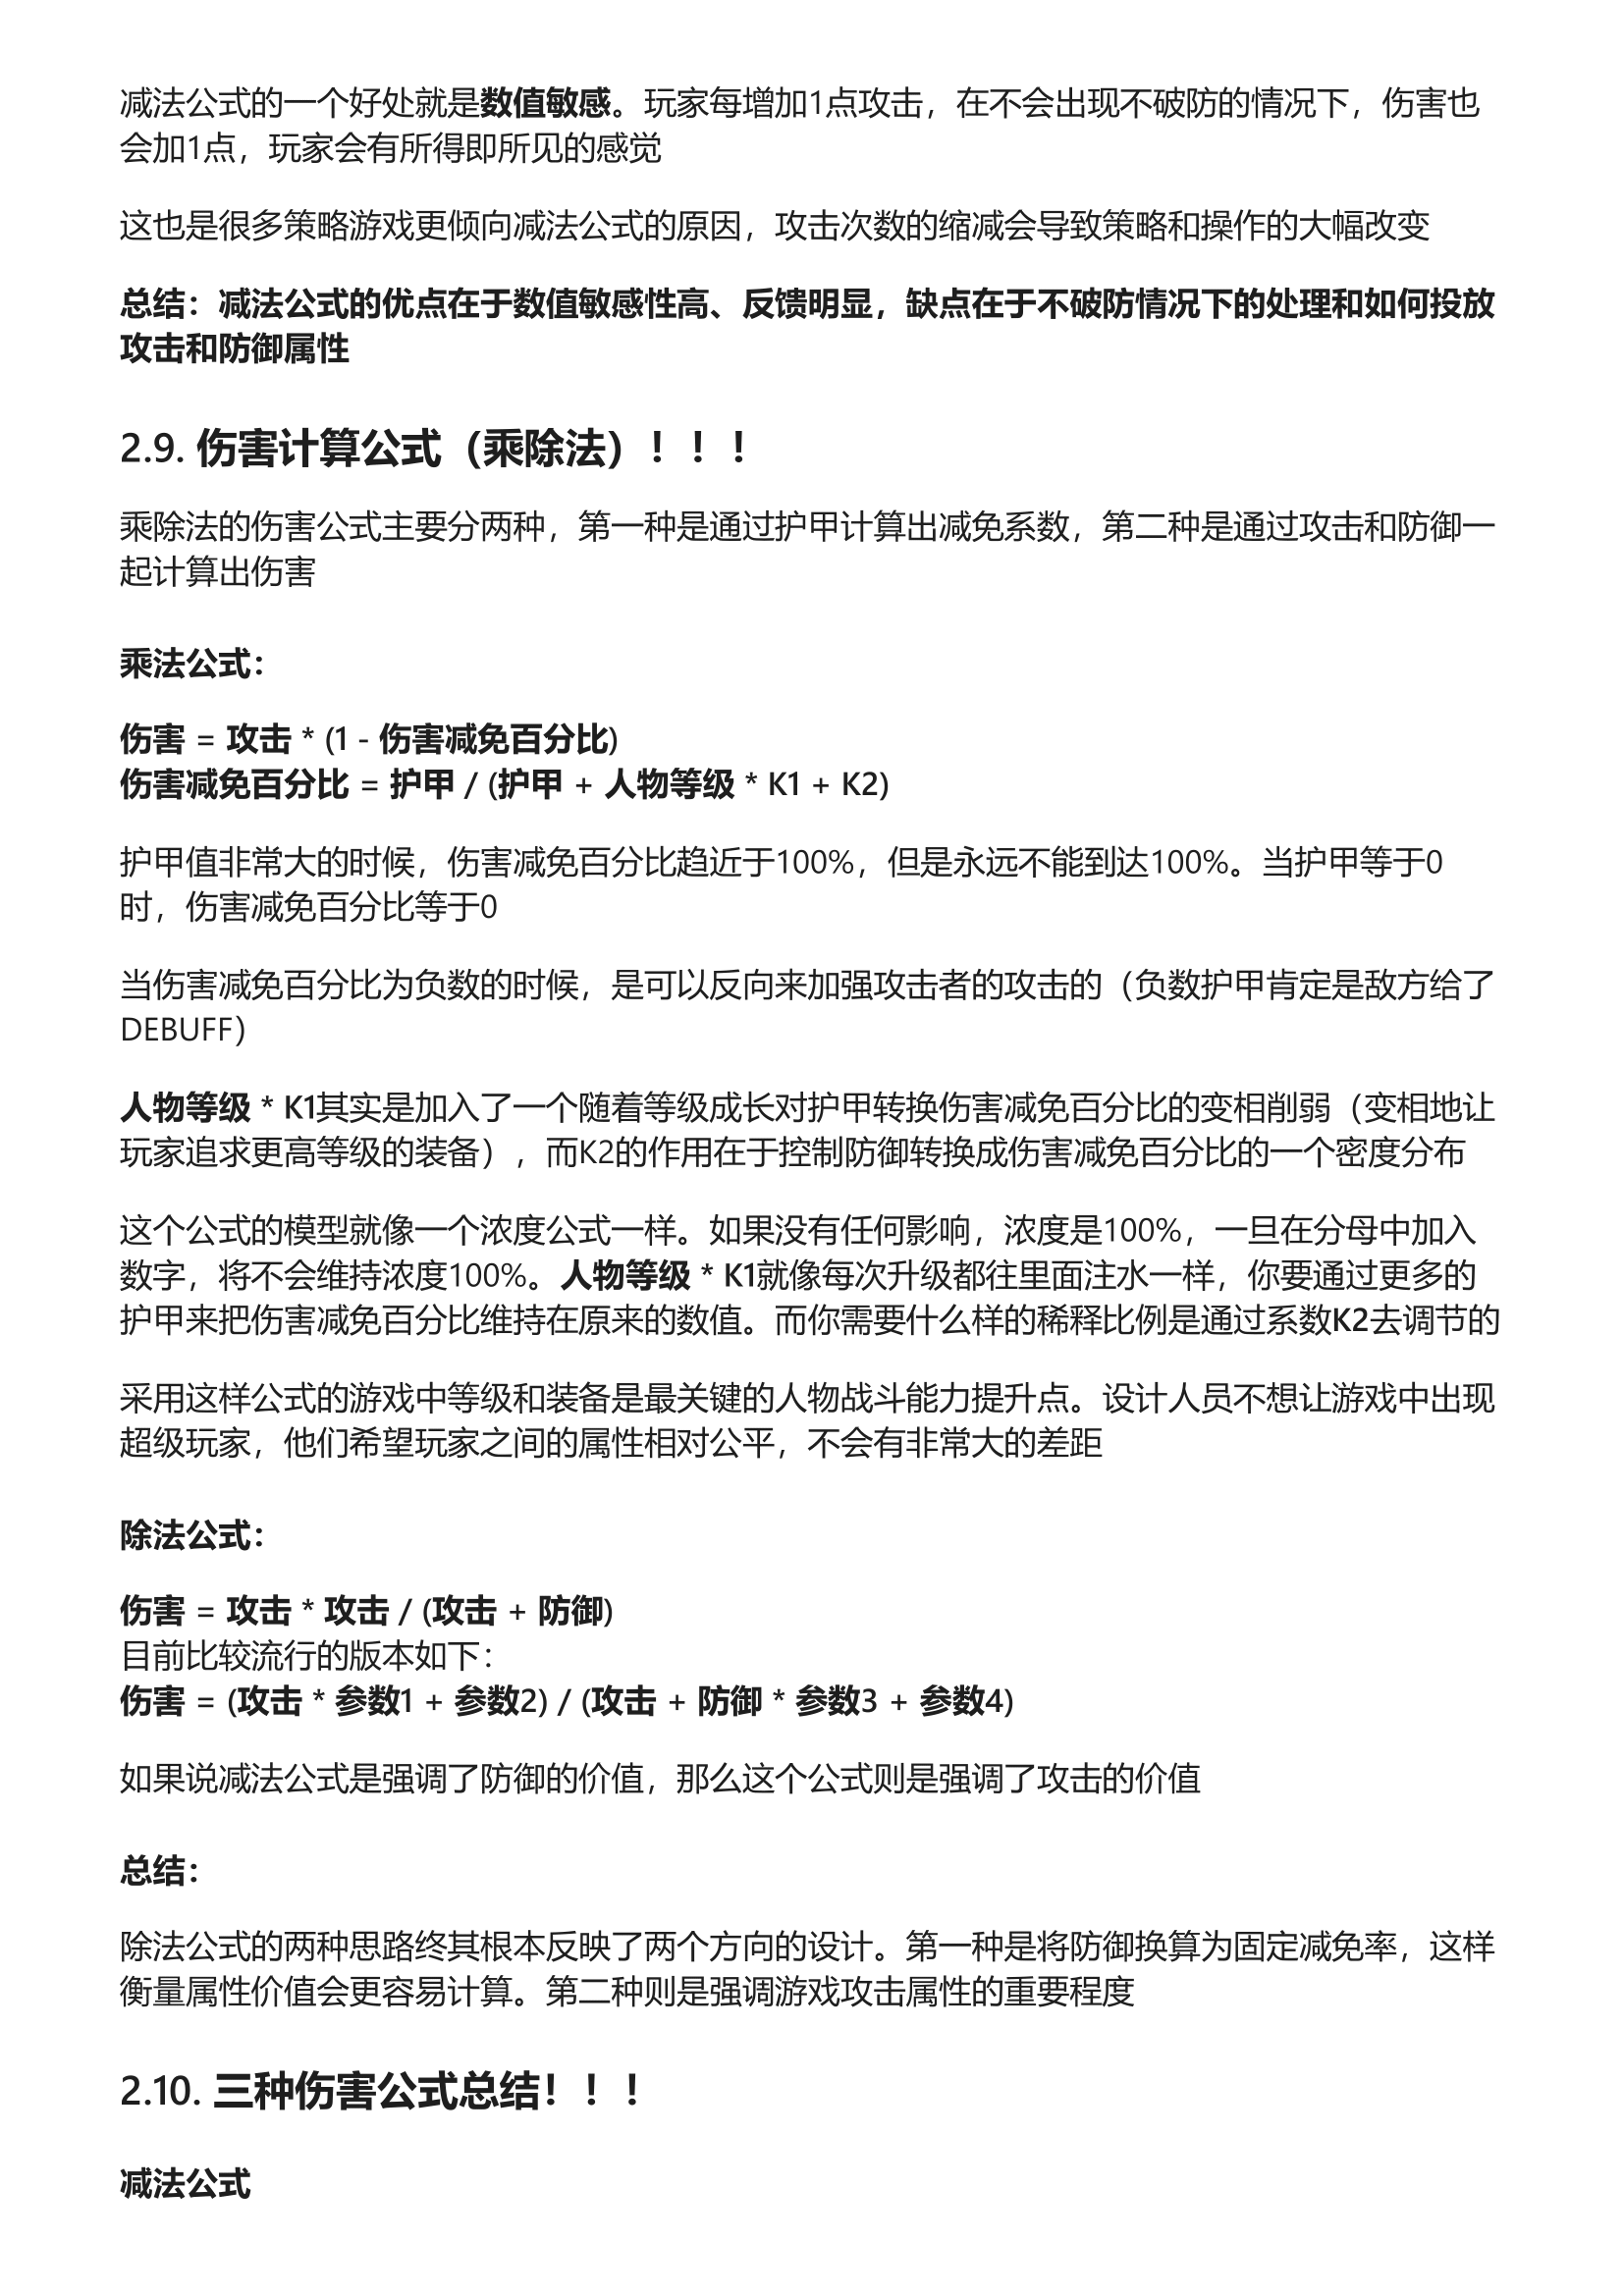 减法公式的一个好处就是数值敏感。玩家每增加1点攻击，在不会出现不破防的情况下，伤害也
会加1点，玩家会有所得即所见的感觉
这也是很多策略游戏更倾向减法公式的原因，攻击次数的缩减会导致策略和操作的大幅改变
总结：减法公式的优点在于数值敏感性高、反馈明显，缺点在于不破防情况下的处理和如何投放
攻击和防御属性
2.9. 伤害计算公式（乘除法）！！！
乘除法的伤害公式主要分两种，第一种是通过护甲计算出减免系数，第二种是通过攻击和防御一
起计算出伤害
乘法公式：
伤害 = 攻击 * (1 - 伤害减免百分比)
伤害减免百分比 = 护甲 / (护甲 + 人物等级 * K1 + K2)
护甲值非常大的时候，伤害减免百分比趋近于100%，但是永远不能到达100%。当护甲等于0
时，伤害减免百分比等于0
当伤害减免百分比为负数的时候，是可以反向来加强攻击者的攻击的（负数护甲肯定是敌方给了
DEBUFF）
人物等级 * K1其实是加入了一个随着等级成长对护甲转换伤害减免百分比的变相削弱（变相地让
玩家追求更高等级的装备），而K2的作用在于控制防御转换成伤害减免百分比的一个密度分布
这个公式的模型就像一个浓度公式一样。如果没有任何影响，浓度是100%，一旦在分母中加入
数字，将不会维持浓度100%。人物等级 * K1就像每次升级都往里面注水一样，你要通过更多的
护甲来把伤害减免百分比维持在原来的数值。而你需要什么样的稀释比例是通过系数K2去调节的
采用这样公式的游戏中等级和装备是最关键的人物战斗能力提升点。设计人员不想让游戏中出现
超级玩家，他们希望玩家之间的属性相对公平，不会有非常大的差距
除法公式：
伤害 = 攻击 * 攻击 / (攻击 + 防御)
目前比较流行的版本如下：
伤害 = (攻击 * 参数1 + 参数2) / (攻击 + 防御 * 参数3 + 参数4)
如果说减法公式是强调了防御的价值，那么这个公式则是强调了攻击的价值
总结：
除法公式的两种思路终其根本反映了两个方向的设计。第一种是将防御换算为固定减免率，这样
衡量属性价值会更容易计算。第二种则是强调游戏攻击属性的重要程度
2.10. 三种伤害公式总结！！！
减法公式